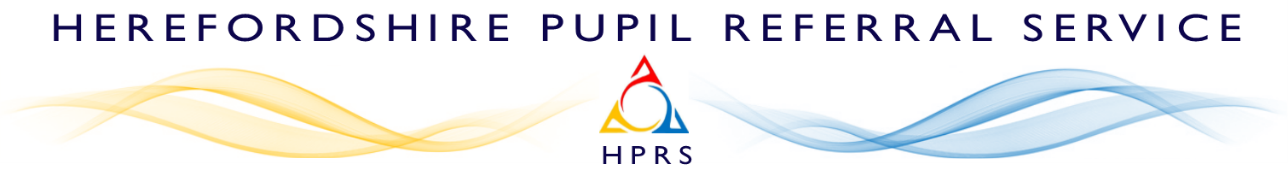 HEREFORDSHIRE PUPIL REFERRAL SERVICE
HPRS